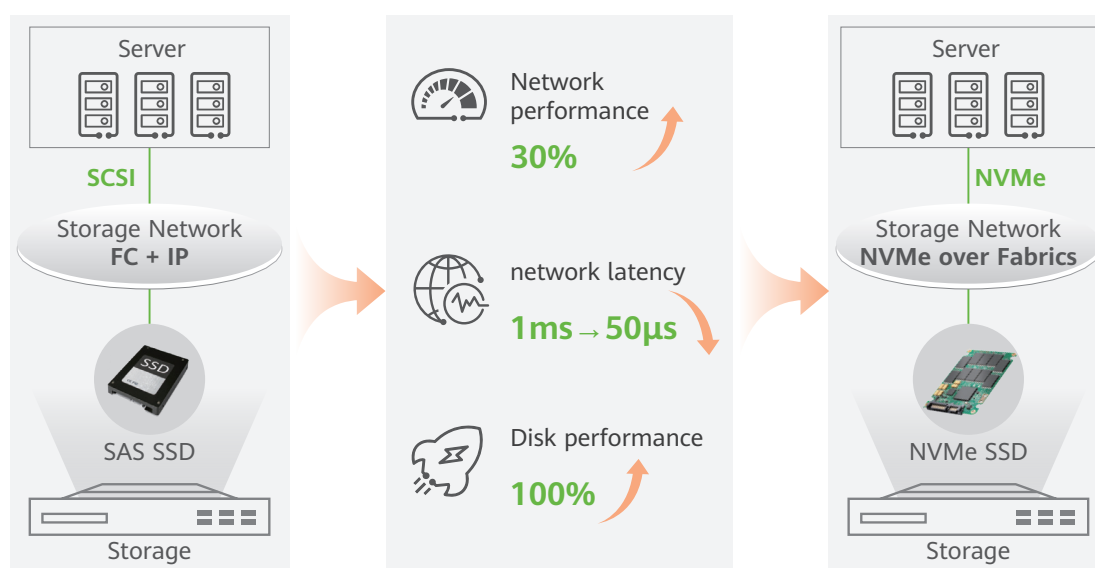 Server
SCSI
Storage Network
FC + IP
SSD
SAS SSD
Storage
Network
performance
30%
network latency
1ms→50μs
Disk performance
100%
Server
NVMe
Storage Network
NVMe over Fabrics
NVMe SSD
Storage